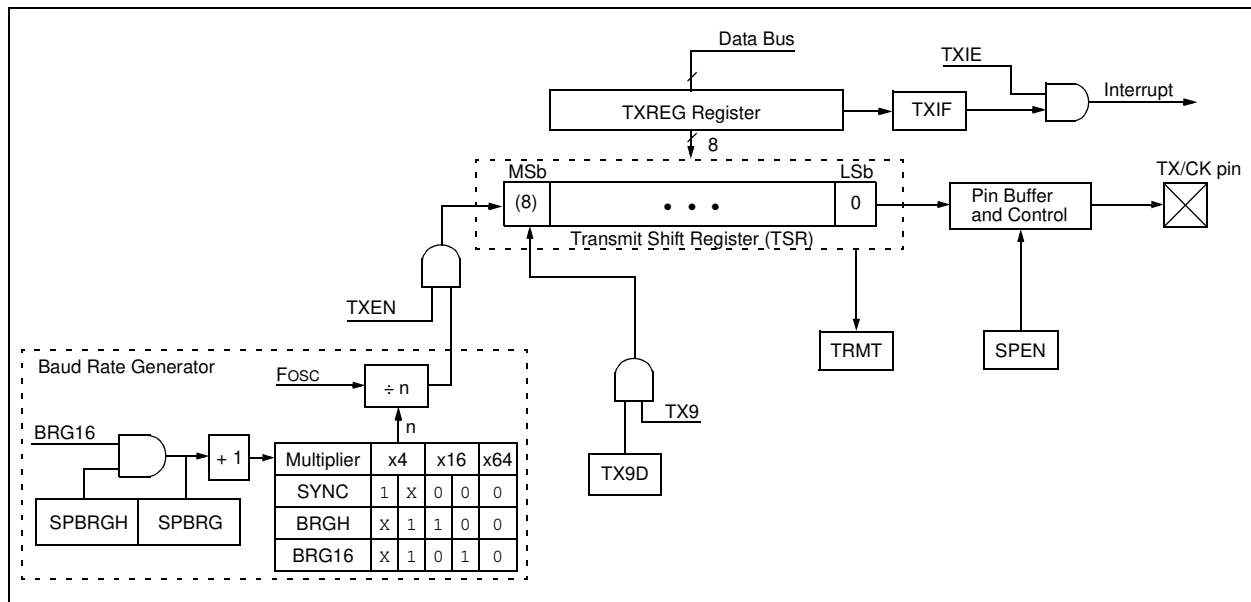 Data Bus
TXIE
Interrupt
TXREG Register
TXIF
8
MSb
LSb
TX/CK pin
(8)
• • •
0
Pin Buffer
and Control
Transmit Shift Register (TSR)
TXEN
TRMT
SPEN
Baud Rate Generator
FOSC
÷ n
n
TX9
BRG16
+ 1
TX9D
Multiplier x4 x16 x64
SYNC 1 X 0 0 0
BRGH X 1 1 0 0
BRG16 X 1 0 1 0
SPBRGH SPBRG